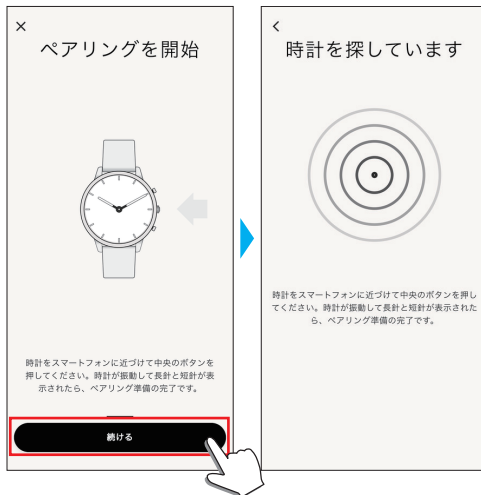 ペアリングを開始
時計をスマートフォンに近づけて中央のボタンを
押してください。時計が振動して長針と短針が表
示されたら、ペアリング準備の完了です。
続ける
時計を探しています
時計をスマートフォンに近づけて中央のボタンを押し
てください。時計が振動して長針と短針が表示された
ら、ペアリング準備の完了です。